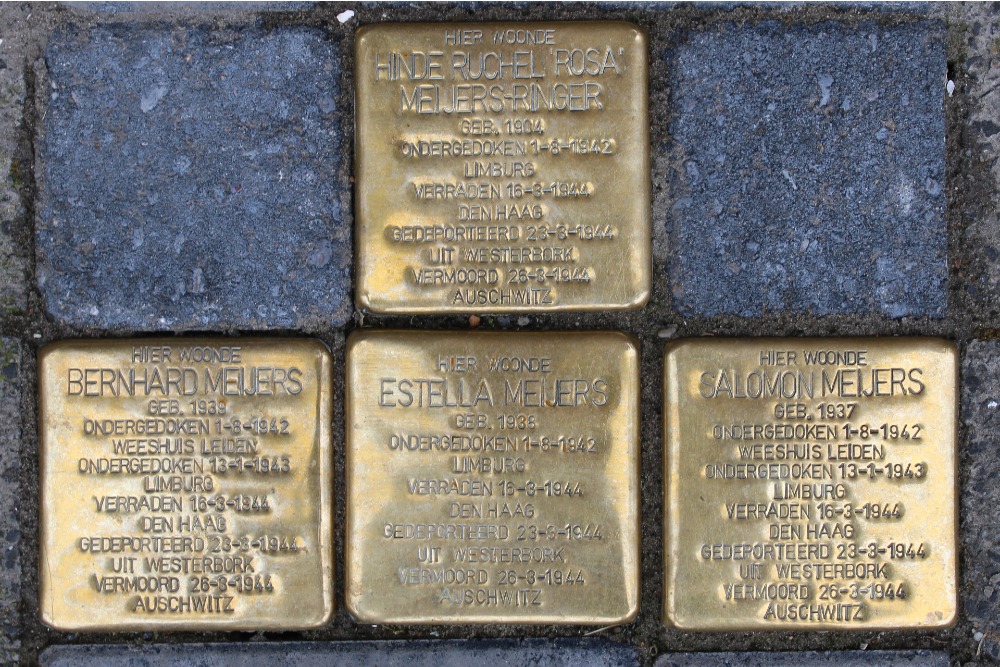 HIER WOONDE
HINDE RUCHEL 'ROSA'
MEIJERS-RINGER
GEB. 1904
ONDERGEDOKEN 1-8-1942
LIMBURG
VERRADEN 16-3-1944
DEN HAAG
GEDEPORTEERD 23-3-1944
UIT WESTERBORK
VERMOORD 26-3-1944
AUSCHWITZ
HIER WOONDE
BERNHARD MEIJERS
GEB. 1939
ONDERGEDOKEN 1-8-1942
WEESHUIS LEIDEN
ONDERGEDOKEN 13-1-1943
LIMBURG
VERRADEN 16-3-1944
DEN HAAG
GEDEPORTEERD 23-3-1944
UIT WESTERBORK
VERMOORD 26-3-1944
AUSCHWITZ
HIER WOONDE
ESTELLA MEIJERS
GEB. 1938
ONDERGEDOKEN 1-8-1942
LIMBURG
VERRADEN 16-3-1944
DEN HAAG
GEDEPORTEERD 23-3-1944
UIT WESTERBORK
VERMOORD 26-3-1944
AUSCHWITZ
HIER WOONDE
SALOMON MEIJERS
GEB. 1937
ONDERGEDOKEN 1-8-1942
WEESHUIS LEIDEN
ONDERGEDOKEN 13-1-1943
LIMBURG
VERRADEN 16-3-1944
DEN HAAG
GEDEPORTEERD 23-3-1944
UIT WESTERBORK
VERMOORD 26-3-1944
AUSCHWITZ